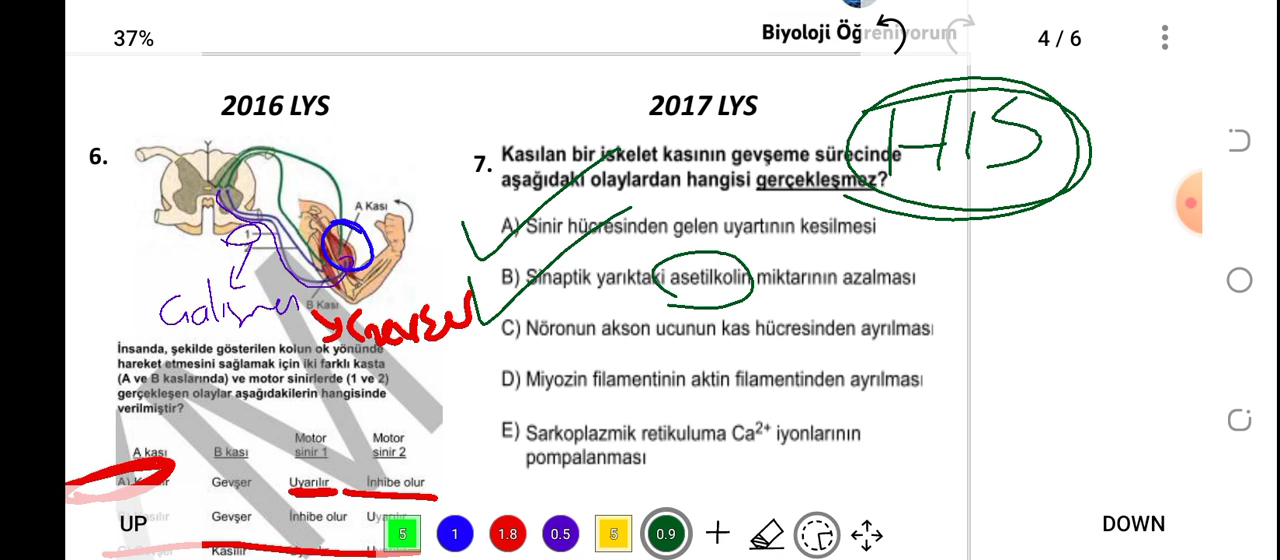 37%
Biyoloji Öğreniyorum
4 / 6
2016 LYS
2017 LYS
HIS
6.
A Kası
1
B Kası
Gevşer
İnsanda, şekilde gösterilen kolun ok yönünde
hareket etmesini sağlamak için iki farklı kasta
(A ve B kaslarında) ve motor sinirlerde (1 ve 2)
gerçekleşen olaylar aşağıdakilerin hangisinde
verilmiştir?
A kası
B kası
Motor
sinir 1
Motor
sinir 2
A)
Gevşer
Uyarılır
İnhibe olur
Gevşer
İnhibe olur
Kasılır
7.
Kasılan bir iskelet kasının gevşeme sürecinde
aşağıdaki olaylardan hangisi gerçekleşmez?
A) Sinir hücresinden gelen uyartının kesilmesi
B) Sinaptik yarıktaki asetilkolin miktarının azalması
C) Nöronun akson ucunun kas hücresinden ayrılması
D) Miyozin filamentinin aktin filamentinden ayrılması
E) Sarkoplazmik retikuluma Ca²⁺ iyonlarının
pompalanması
UP
5
1
1.8
0.5
5
0.9
DOWN